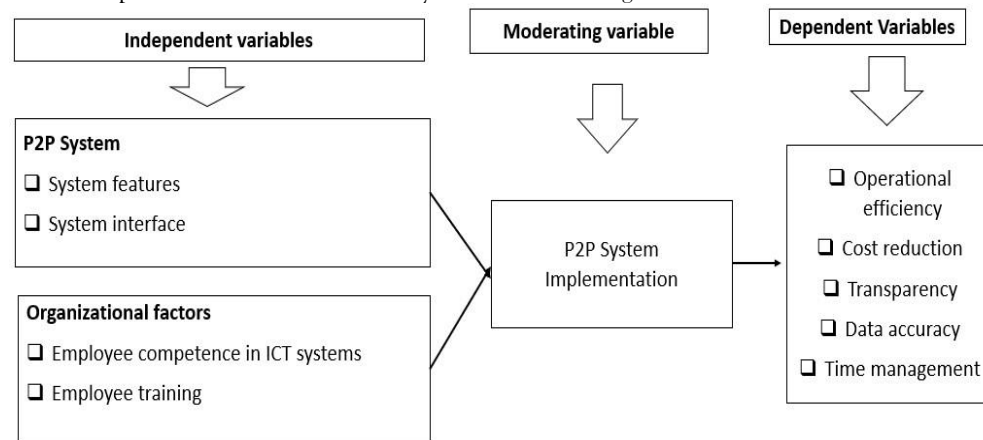 Independent variables
Moderating variable
Dependent Variables
P2P System
❑ System features
❑ System interface
Organizational factors
❑ Employee competence in ICT systems
❑ Employee training
P2P System
Implementation
❑ Operational
efficiency
❑ Cost reduction
❑ Transparency
❑ Data accuracy
❑ Time management